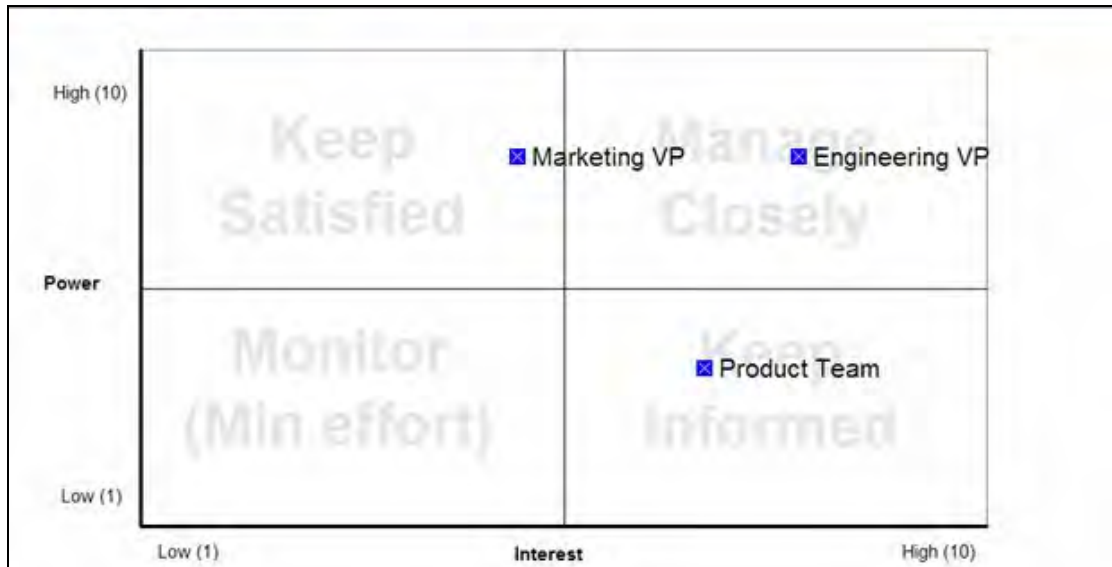 High (10)
Keep
Satisfied
Manage
Closely
Marketing VP
Engineering VP
Power
Monitor
(Min effort)
Keep
Informed
Product Team
Low (1)
Low (1)
Interest
High (10)